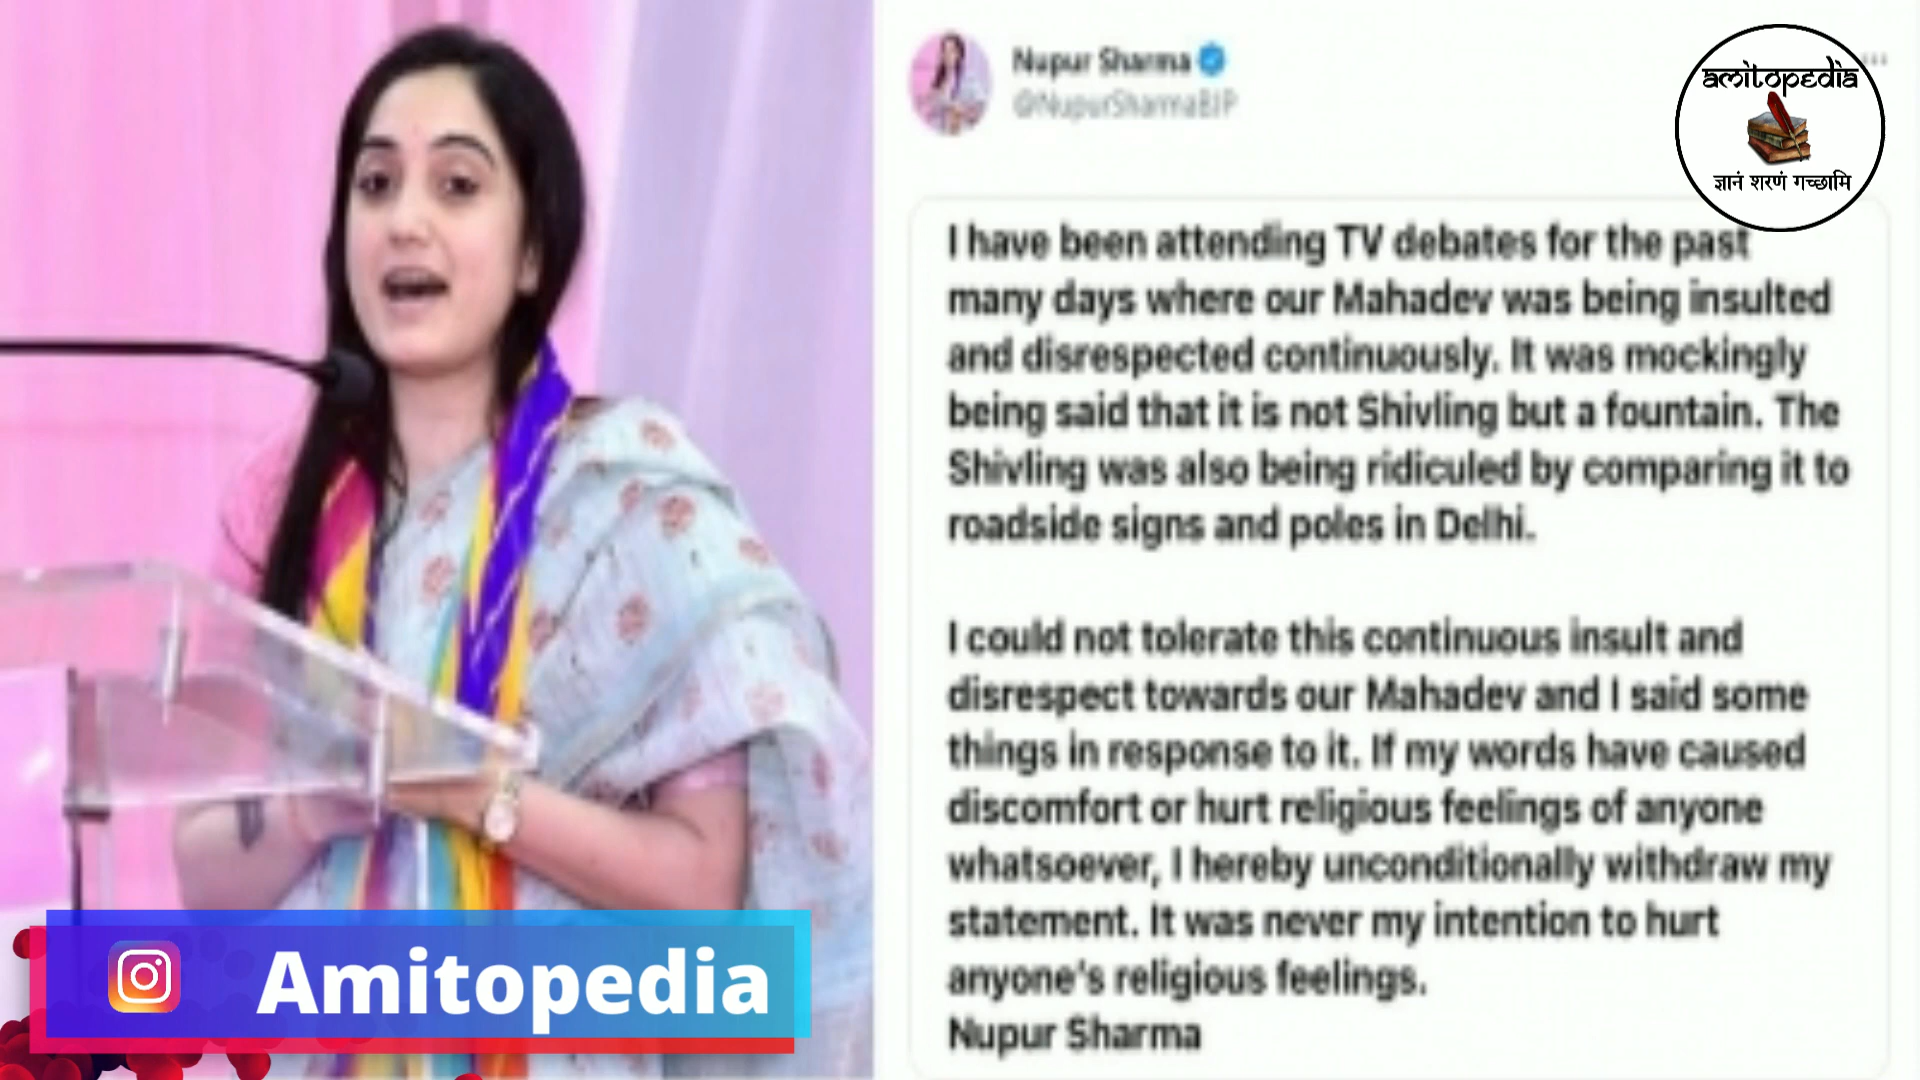 Nupur Sharma
@NupurSharmaBJP
amitopedia
ज्ञानं शरणं गच्छामि
I have been attending TV debates for the past
many days where our Mahadev was being insulted
and disrespected continuously. It was mockingly
being said that it is not Shivling but a fountain. The
Shivling was also being ridiculed by comparing it to
roadside signs and poles in Delhi.
I could not tolerate this continuous insult and
disrespect towards our Mahadev and I said some
things in response to it. If my words have caused
discomfort or hurt religious feelings of anyone
whatsoever, I hereby unconditionally withdraw my
statement. It was never my intention to hurt
anyone's religious feelings.
Nupur Sharma
Amitopedia